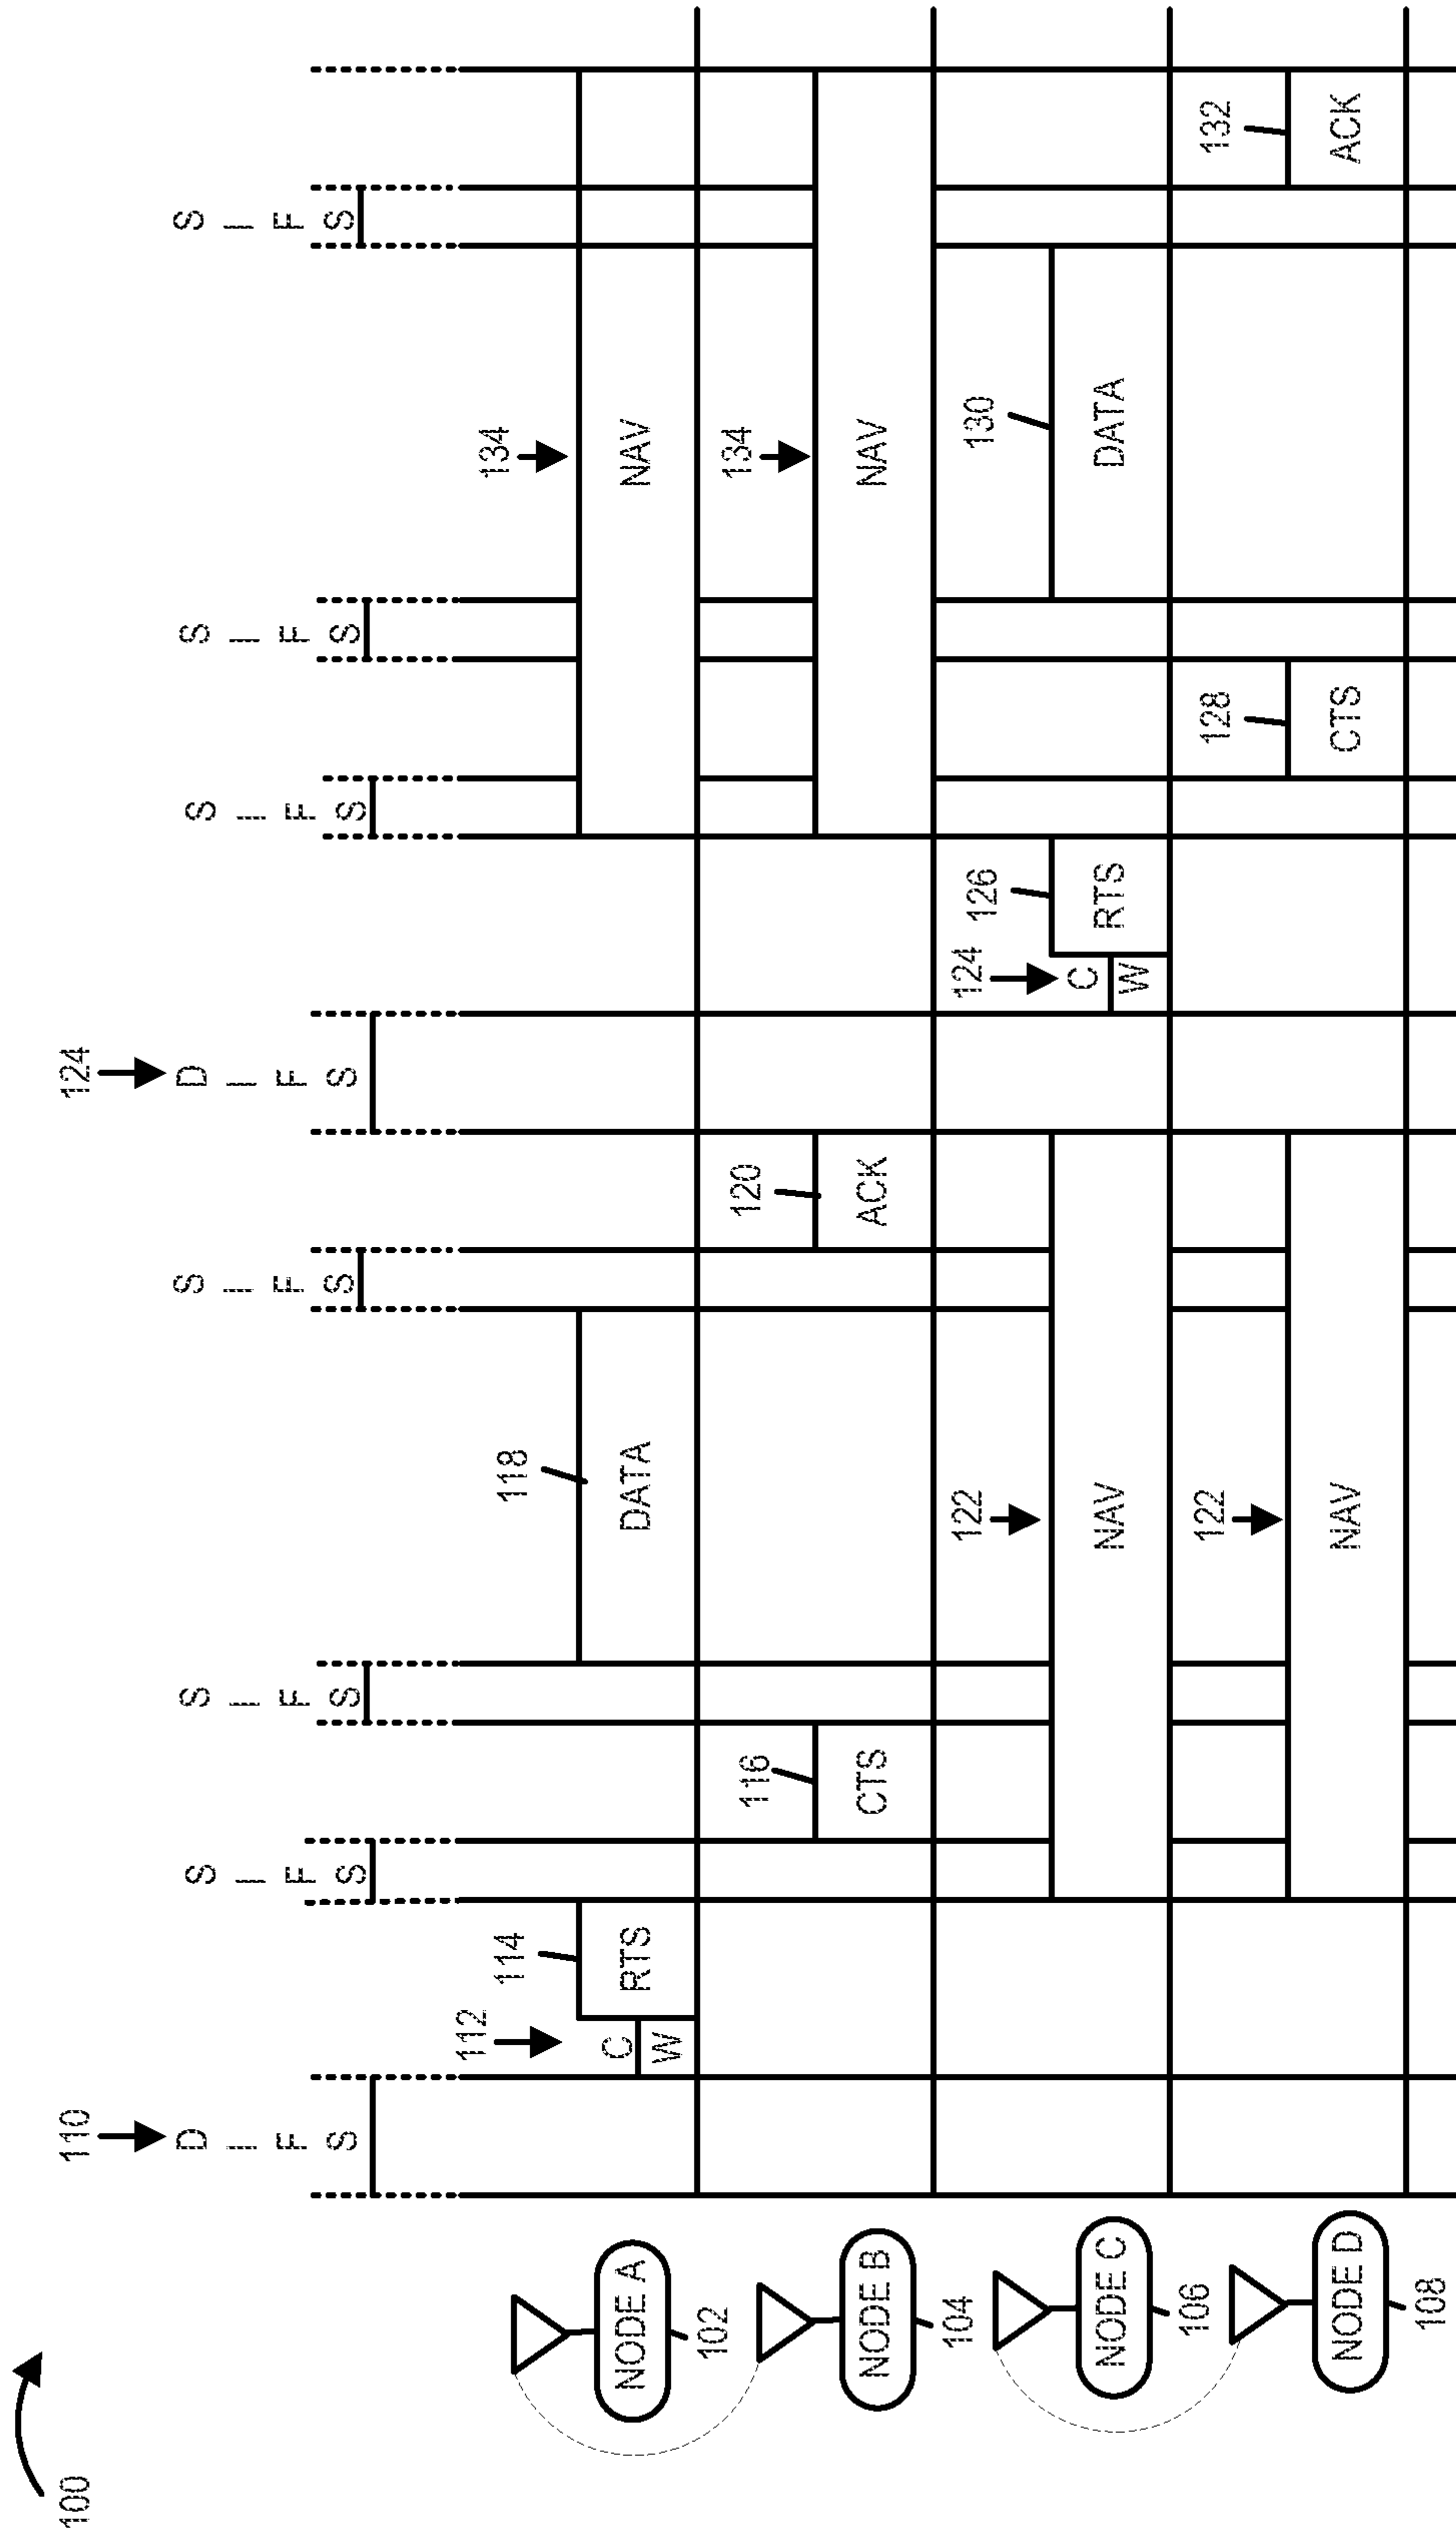 100
110
DIFS
SIFS
SIFS
SIFS
124
DIFS
SIFS
SIFS
SIFS
NODE A
102
112
CW
114
RTS
118
DATA
134
NAV
NODE B
104
116
CTS
120
ACK
134
NAV
NODE C
106
122
NAV
124
CW
126
RTS
130
DATA
NODE D
108
122
NAV
128
CTS
132
ACK